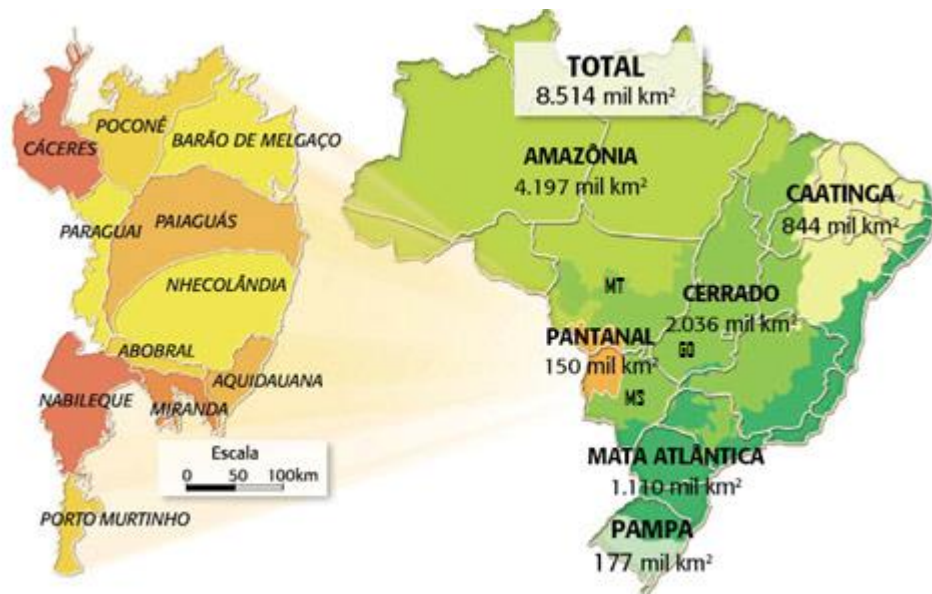 POCONÉ
CÁCERES
BARÃO DE MELGAÇO
PARAGUAI
PAIAGUÁS
NHECOLÂNDIA
ABOBRAL
AQUIDAUANA
NABILEQUE
MIRANDA
Escala
0 50 100km
PORTO MURTINHO
TOTAL
8.514 mil km²
AMAZÔNIA
4.197 mil km²
CAATINGA
844 mil km²
MT
CERRADO
2.036 mil km²
PANTANAL
150 mil km²
GO
MS
MATA ATLÂNTICA
1.110 mil km²
PAMPA
177 mil km²